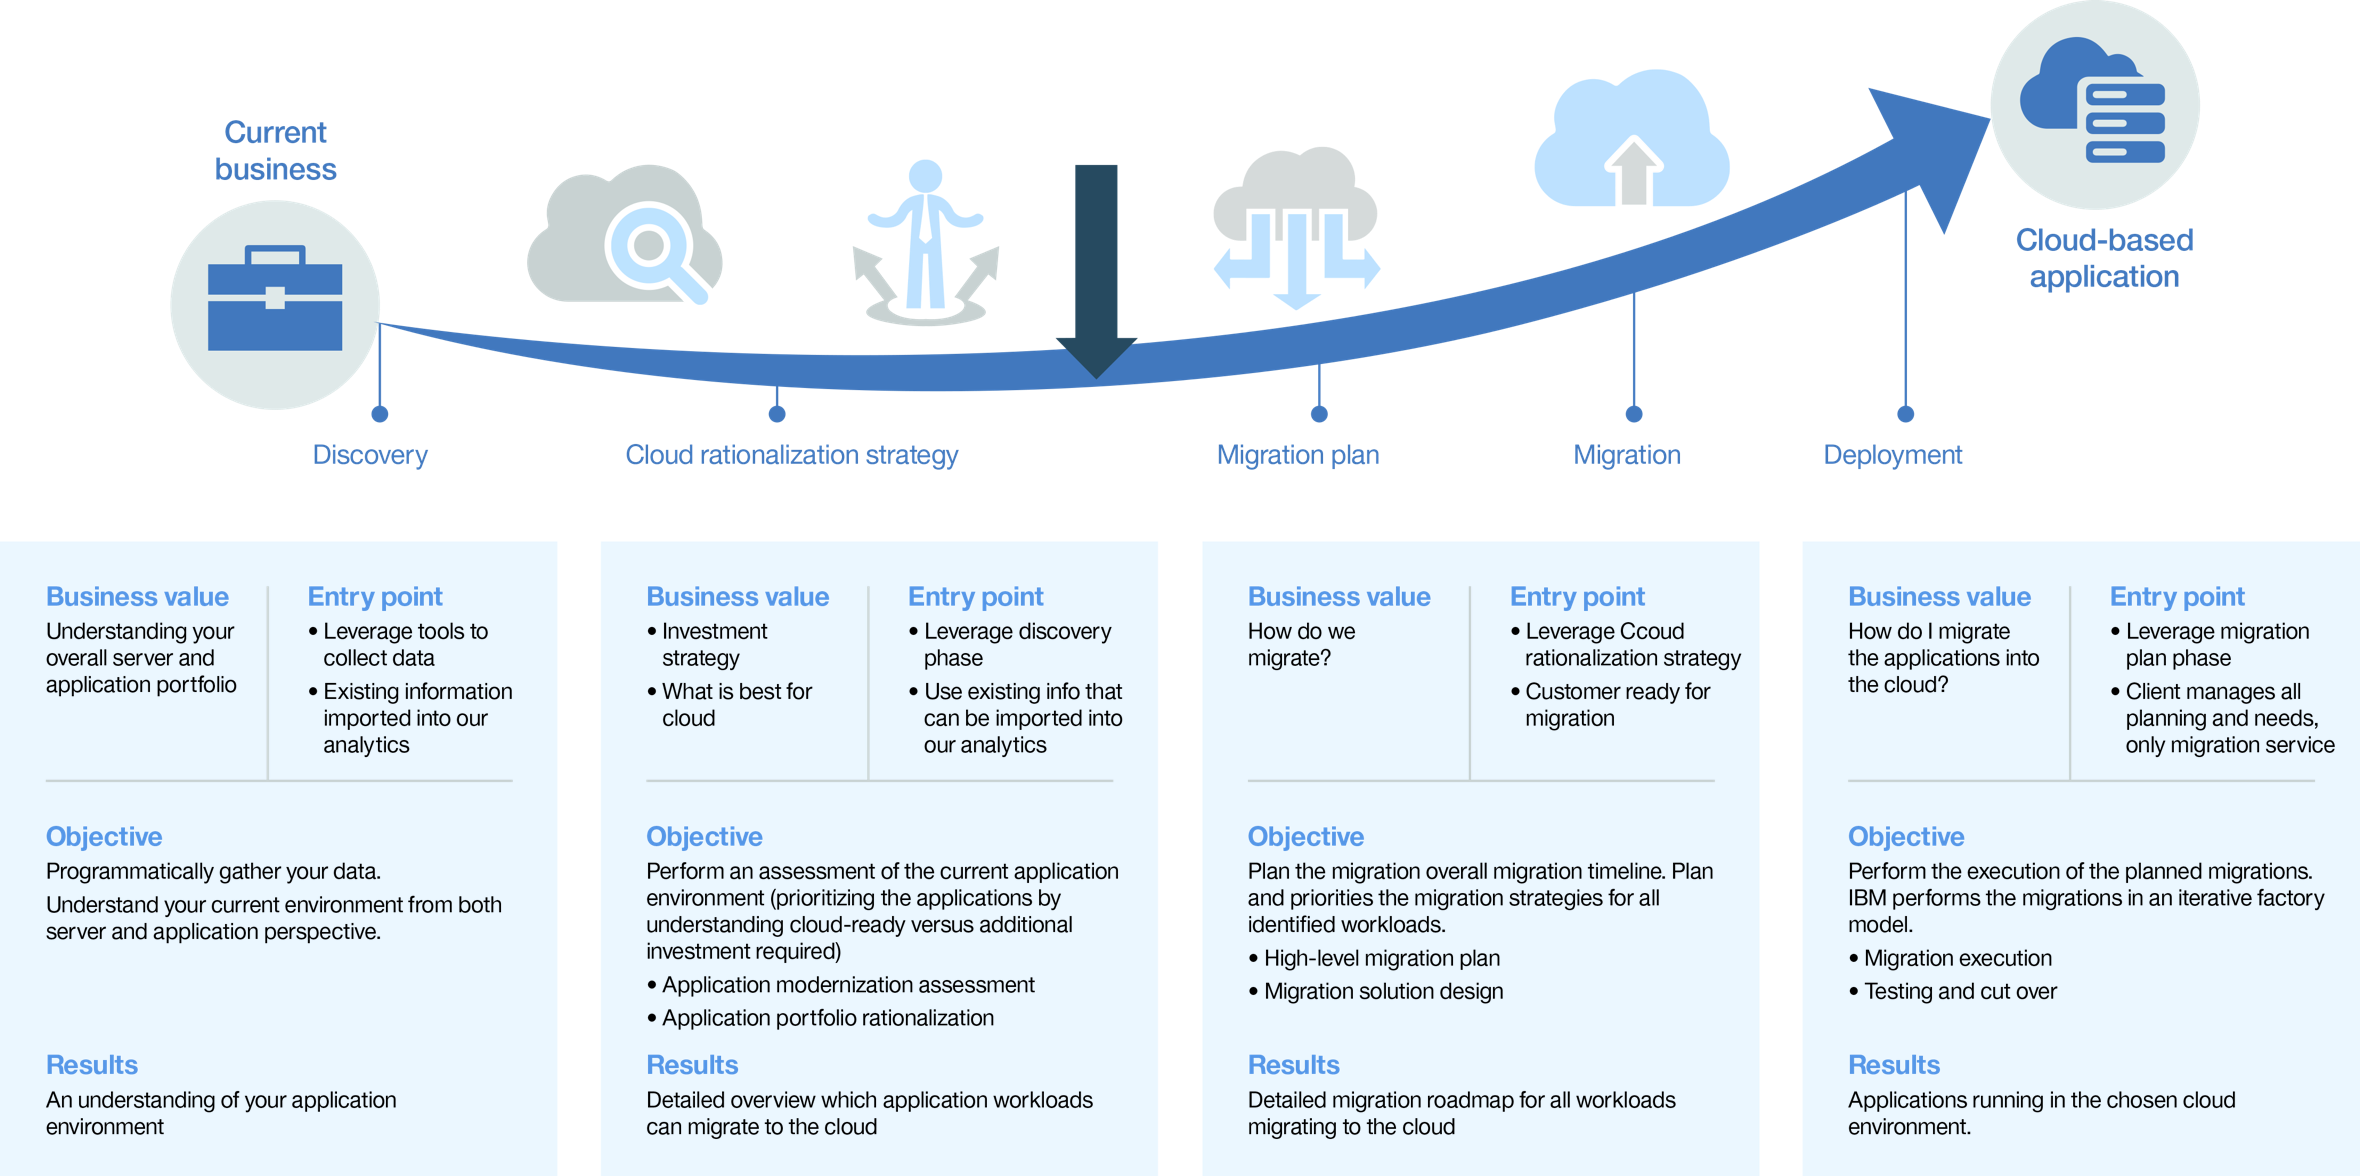 Current
business
Cloud-based
application
Discovery
Cloud rationalization strategy
Migration plan
Migration
Deployment
Business value
Understanding your
overall server and
application portfolio
Entry point
• Leverage tools to
collect data
• Existing information
imported into our
analytics
Objective
Programmatically gather your data.
Understand your current environment from both
server and application perspective.
Results
An understanding of your application
environment
Business value
• Investment
strategy
• What is best for
cloud
Entry point
• Leverage discovery
phase
• Use existing info that
can be imported into
our analytics
Objective
Perform an assessment of the current application
environment (prioritizing the applications by
understanding cloud-ready versus additional
investment required)
• Application modernization assessment
• Application portfolio rationalization
Results
Detailed overview which application workloads
can migrate to the cloud
Business value
How do we
migrate?
Entry point
• Leverage Ccoud
rationalization strategy
• Customer ready for
migration
Objective
Plan the migration overall migration timeline. Plan
and priorities the migration strategies for all
identified workloads.
• High-level migration plan
• Migration solution design
Results
Detailed migration roadmap for all workloads
migrating to the cloud
Business value
How do I migrate
the applications into
the cloud?
Entry point
• Leverage migration
plan phase
• Client manages all
planning and needs,
only migration service
Objective
Perform the execution of the planned migrations.
IBM performs the migrations in an iterative factory
model.
• Migration execution
• Testing and cut over
Results
Applications running in the chosen cloud
environment.